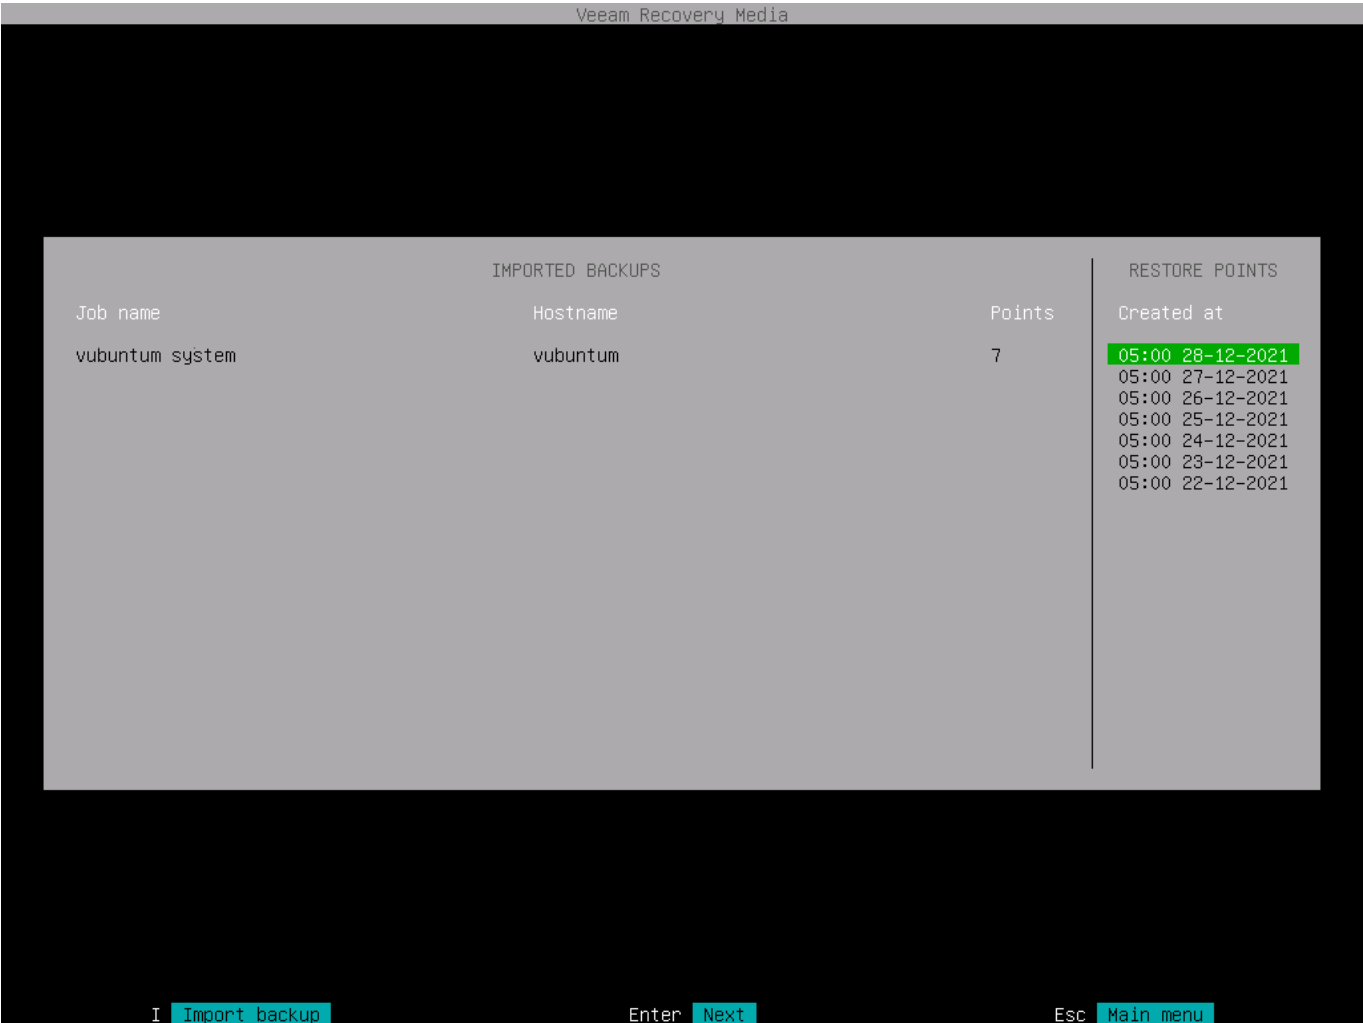 Veeam Recovery Media
IMPORTED BACKUPS
RESTORE POINTS
Job name Hostname Points Created at
vubuntum system vubuntum 7 05:00 28-12-2021
05:00 27-12-2021
05:00 26-12-2021
05:00 25-12-2021
05:00 24-12-2021
05:00 23-12-2021
05:00 22-12-2021
I Import backup Enter Next Esc Main menu